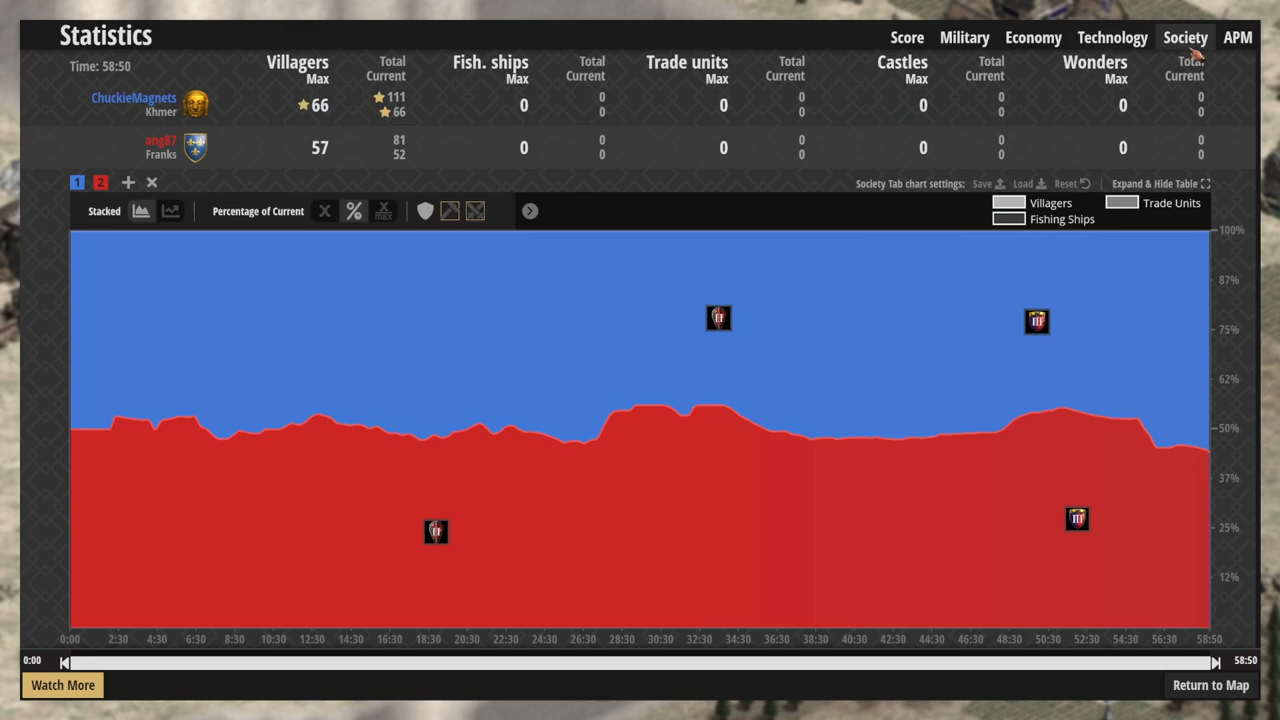 Statistics
Score Military Economy Technology Society APM
Time: 58:50
Villagers Max Total Current Fish. ships Max Total Current Trade units Max Total Current Castles Max Total Current Wonders Max Total Current
ChuckieMagnets 66 111 0 0 0 0 0 0 0 0
Khmer 66 0 0 0 0
ang87 57 81 0 0 0 0 0 0 0 0
Franks 52 0 0 0 0
1 2 Society Tab chart settings: Save Load Reset Expand & Hide Table
Stacked Percentage of Current X % X MAX Villagers Trade Units
Fishing Ships
100%
87%
75%
62%
50%
37%
25%
12%
II III
II III
0:00 2:30 4:30 6:30 8:30 10:30 12:30 14:30 16:30 18:30 20:30 22:30 24:30 26:30 28:30 30:30 32:30 34:30 36:30 38:30 40:30 42:30 44:30 46:30 48:30 50:30 52:30 54:30 56:30 58:50
0:00 58:50
Watch More Return to Map